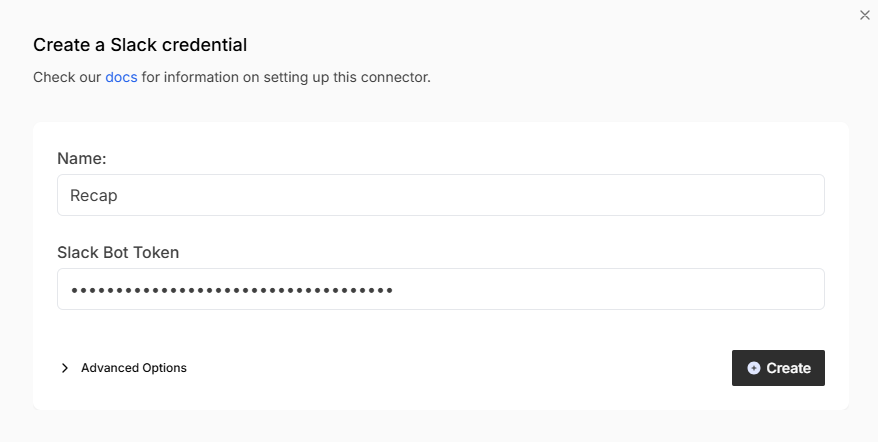 Create a Slack credential
Check our docs for information on setting up this connector.
Name:
Recap
Slack Bot Token
••••••••••••••••••••••••••••••••••••
Advanced Options
Create